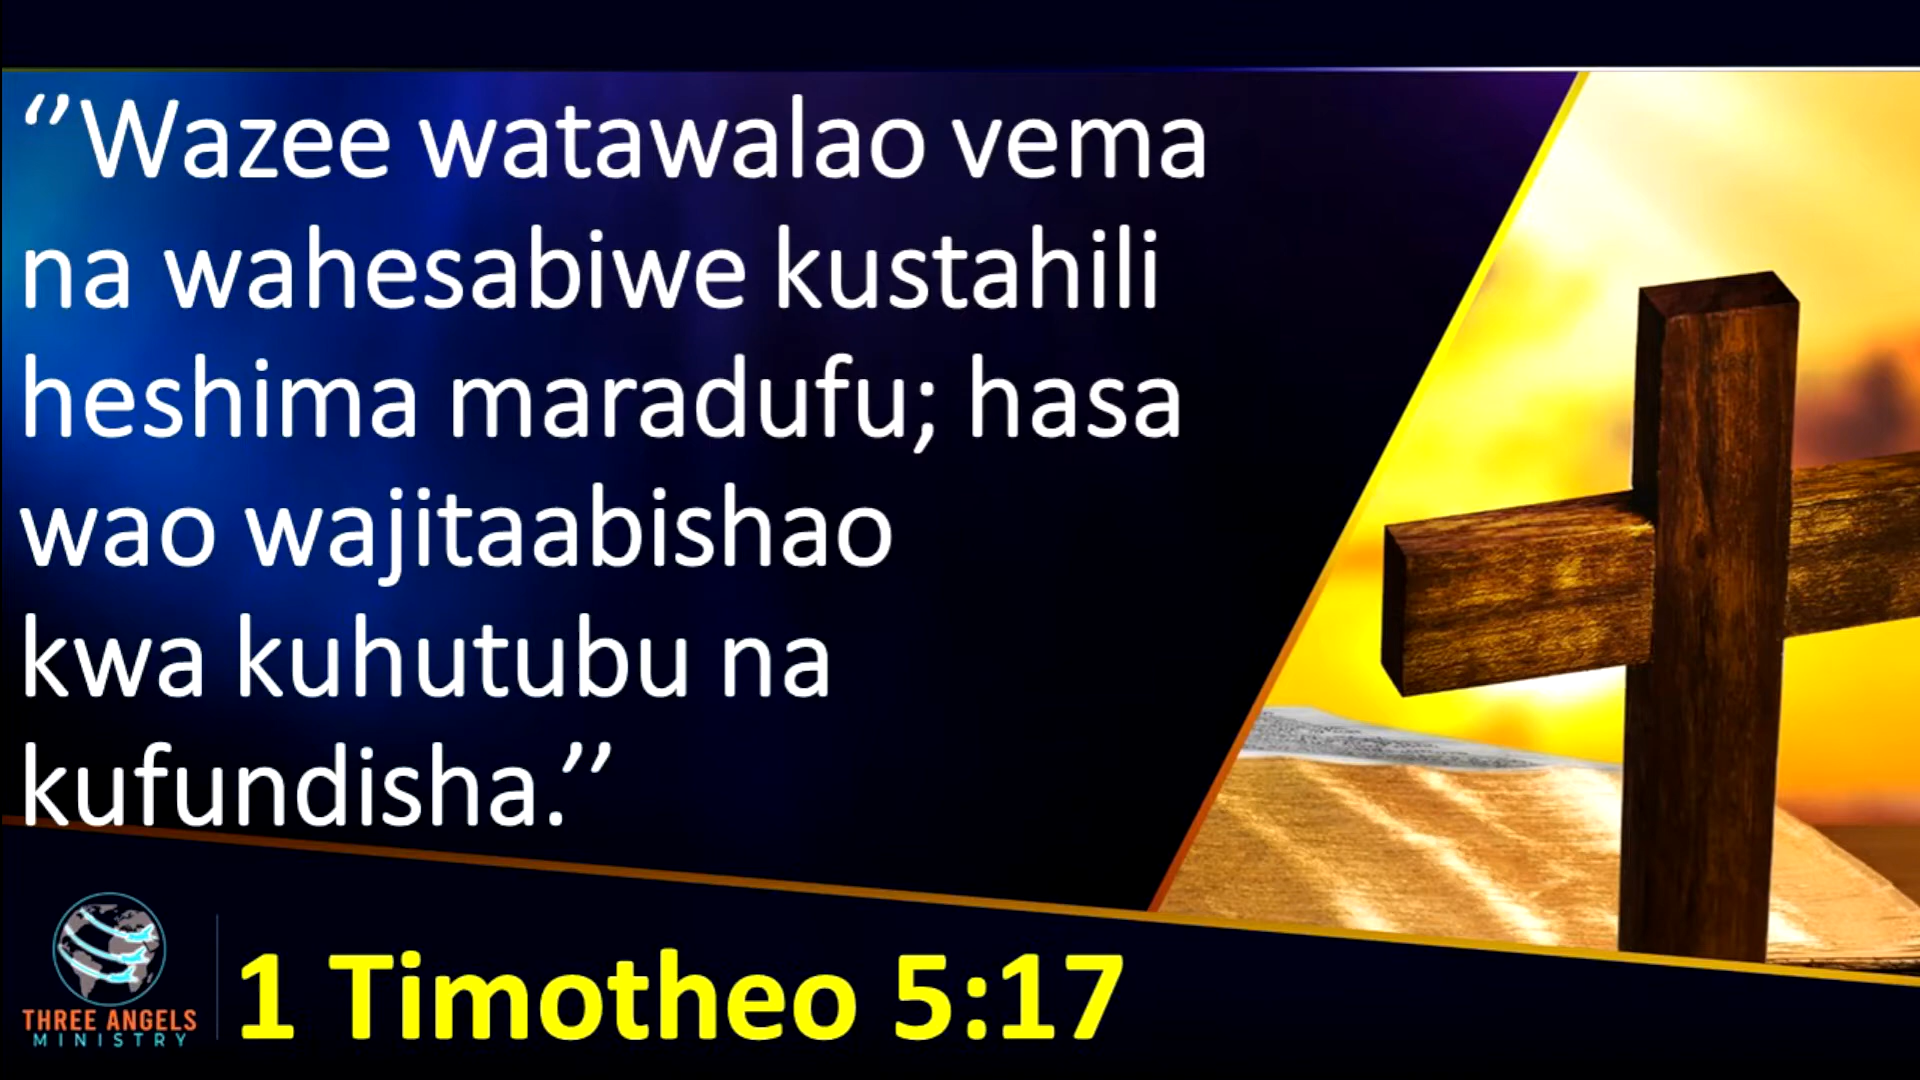 ‘’Wazee watawalao vema
na wahesabiwe kustahili
heshima maradufu; hasa
wao wajitaabishao
kwa kuhutubu na
kufundisha.’’
THREE ANGELS
MINISTRY
1 Timotheo 5:17